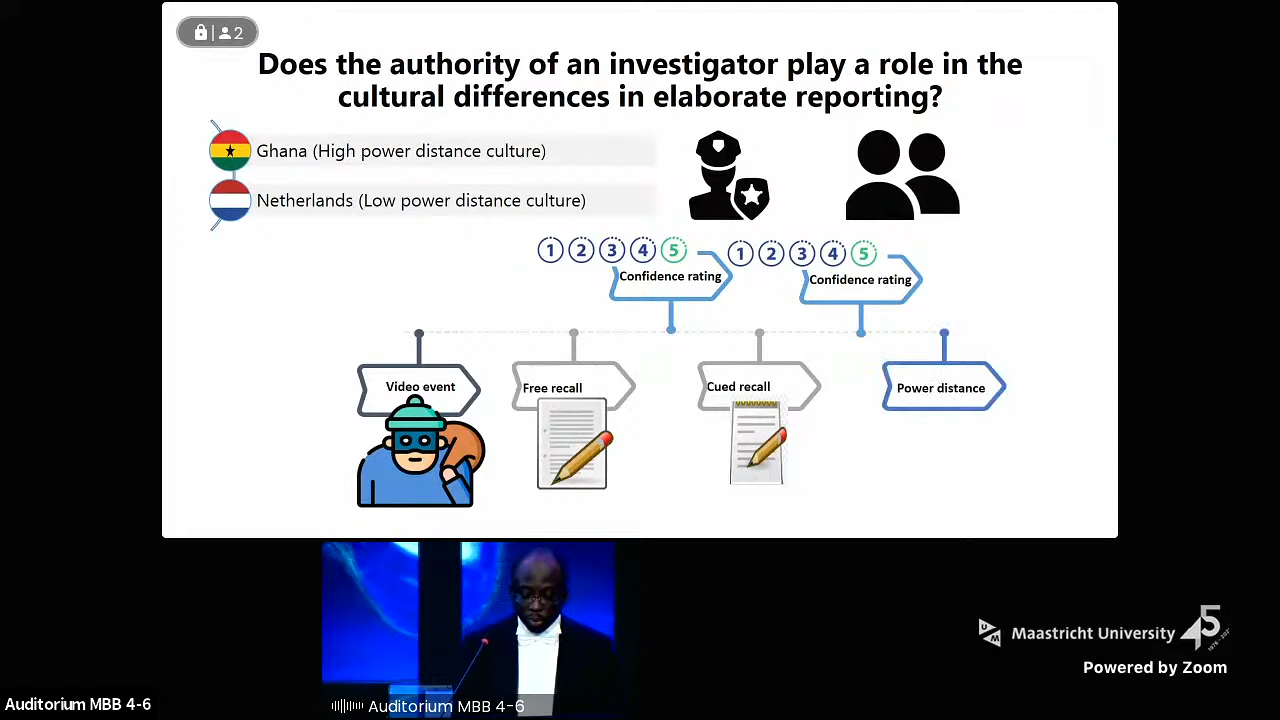 2
Does the authority of an investigator play a role in the
cultural differences in elaborate reporting?
Ghana (High power distance culture)
Netherlands (Low power distance culture)
1 2 3 4 5
1 2 3 4 5
Confidence rating
Confidence rating
Video event
Free recall
Cued recall
Power distance
UM
Maastricht University
45
Powered by Zoom
Auditorium MBB 4-6
Auditorium MBB 4-6